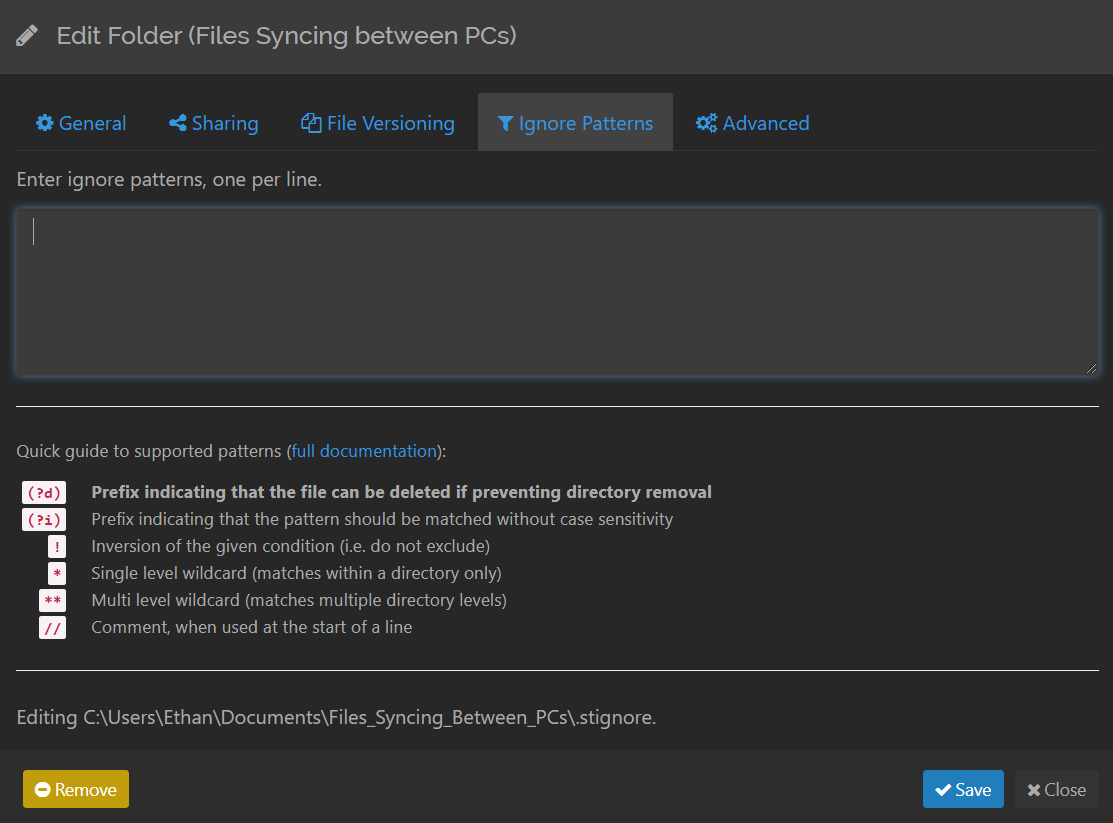 Edit Folder (Files Syncing between PCs)
General Sharing File Versioning Ignore Patterns Advanced
Enter ignore patterns, one per line.
Quick guide to supported patterns (full documentation):
(?d) Prefix indicating that the file can be deleted if preventing directory removal
(?i) Prefix indicating that the pattern should be matched without case sensitivity
! Inversion of the given condition (i.e. do not exclude)
* Single level wildcard (matches within a directory only)
** Multi level wildcard (matches multiple directory levels)
// Comment, when used at the start of a line
Editing C:\Users\Ethan\Documents\Files_Syncing_Between_PCs\.stignore.
Remove Save Close